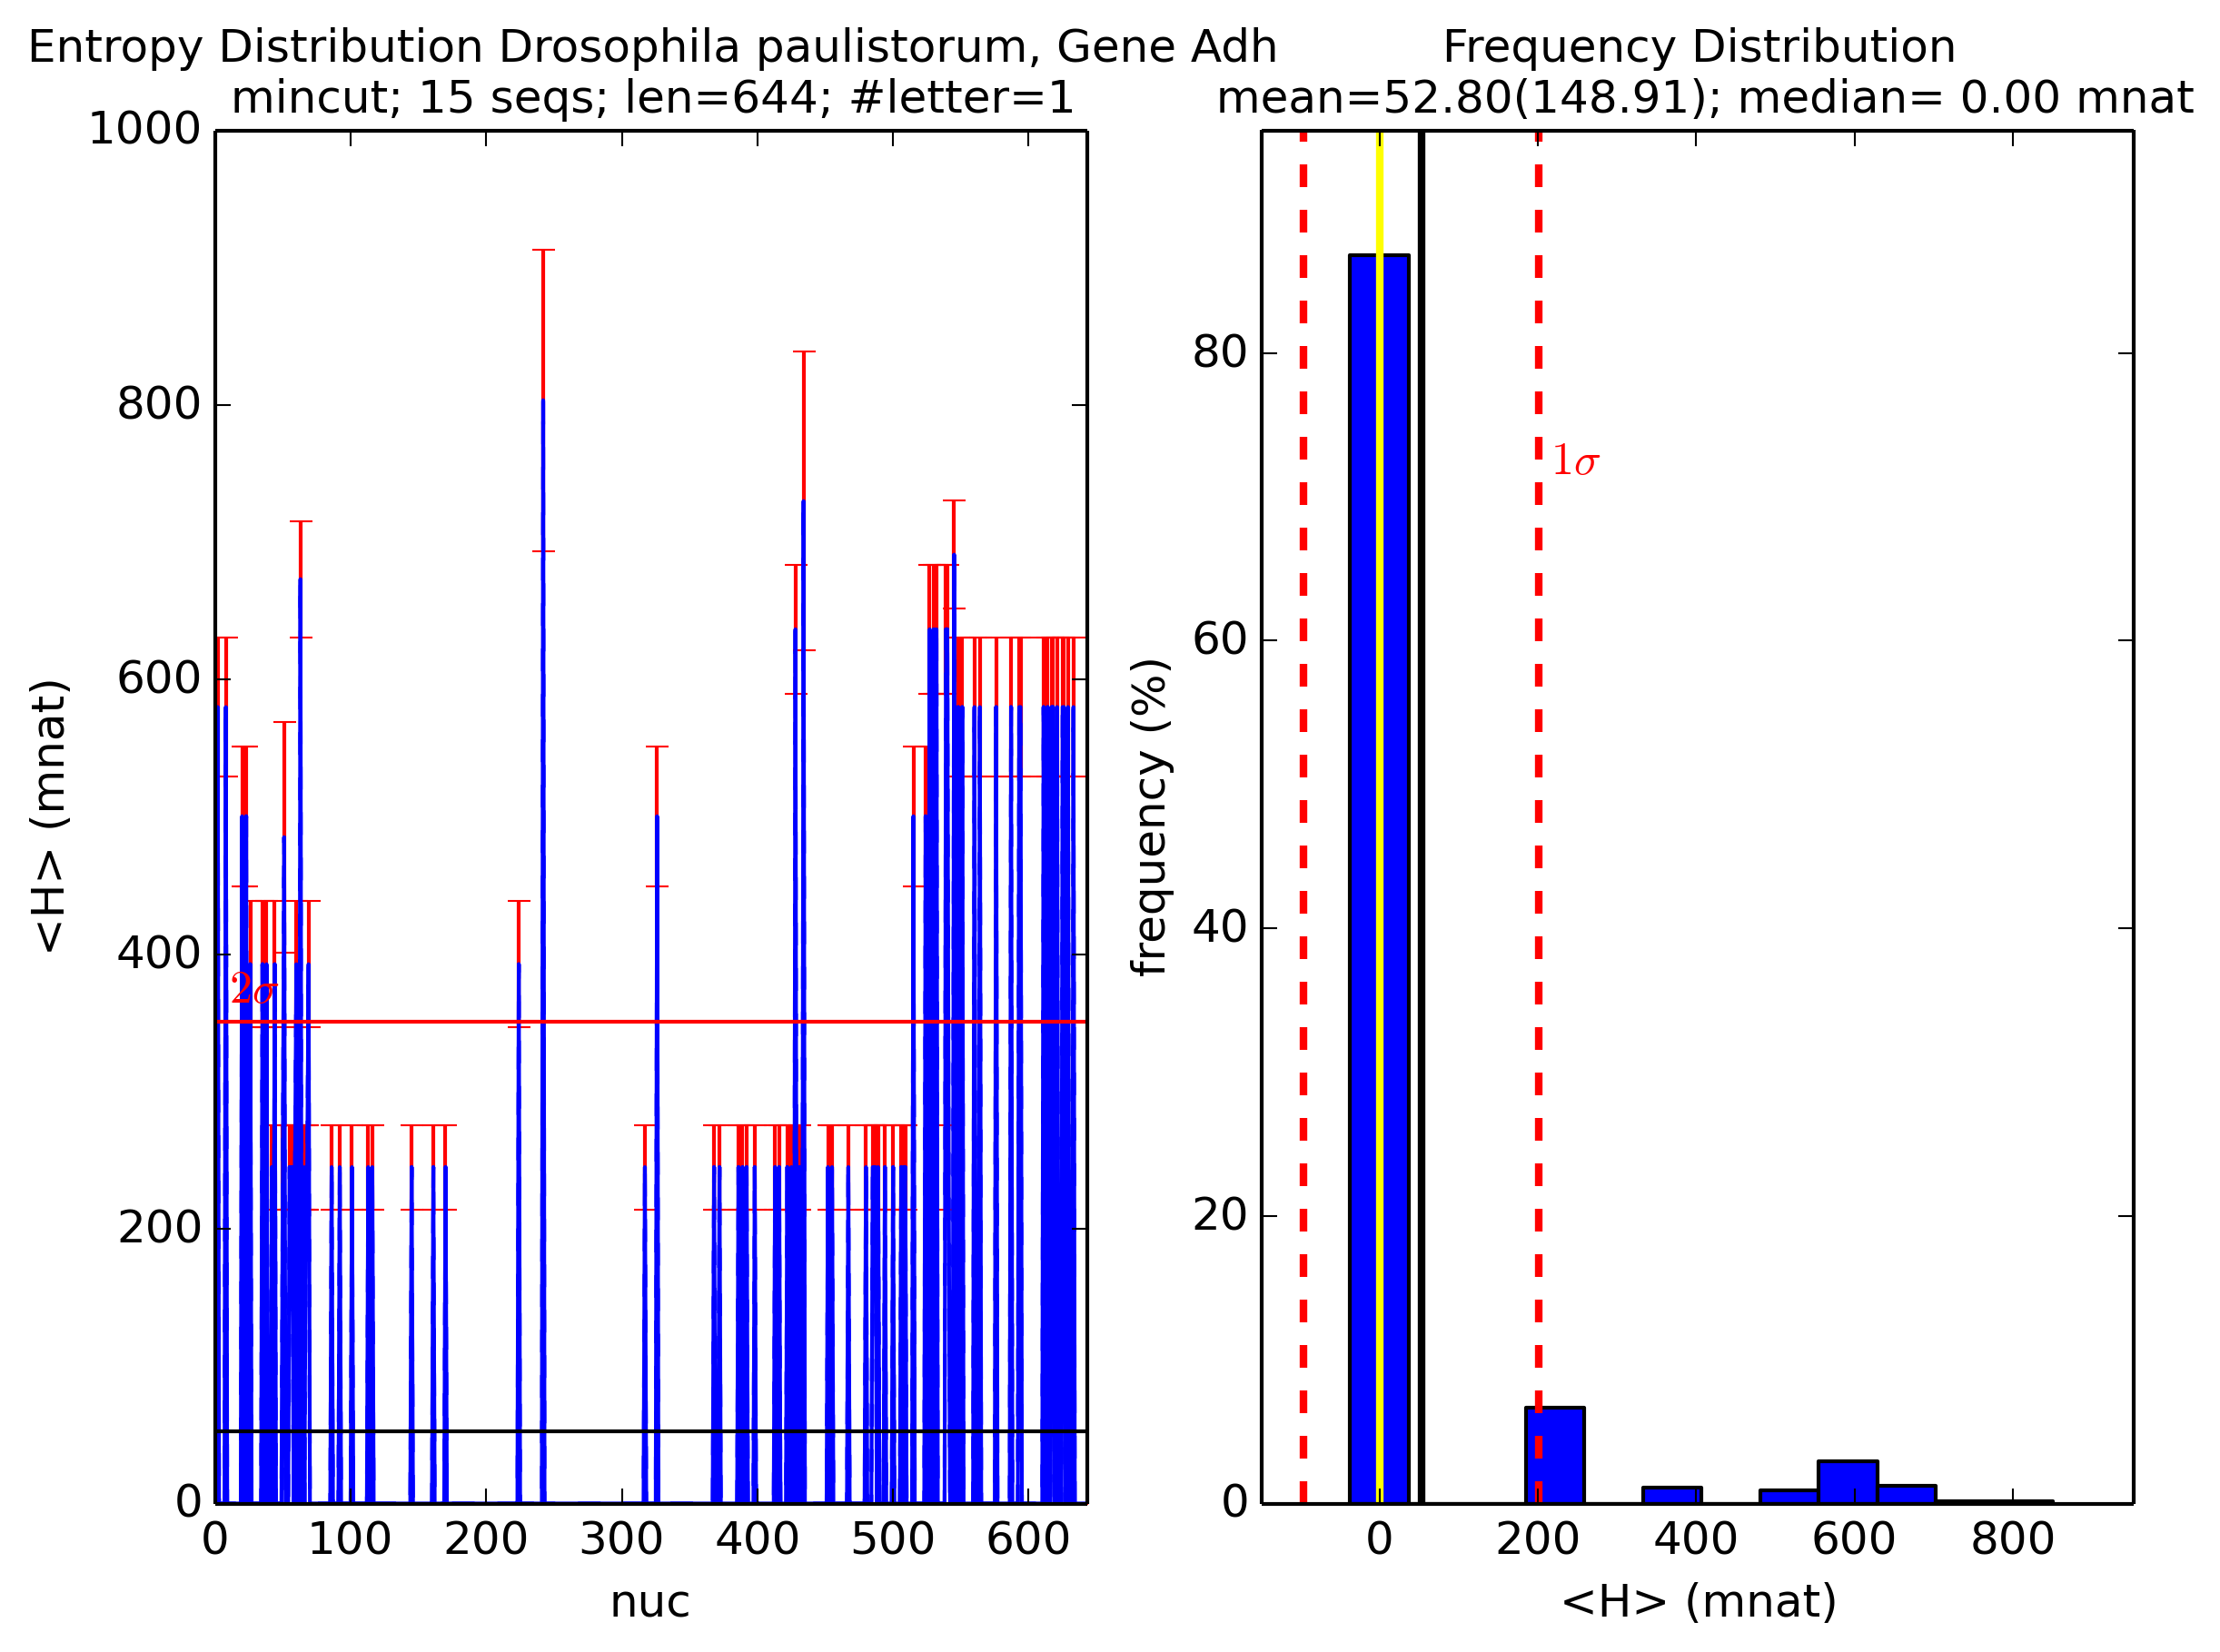 Entropy Distribution Drosophila paulistorum, Gene Adh
mincut; 15 seqs; len=644; #letter=1
1000
800
600
400
200
0
<H> (mnat)
2σ
0 100 200 300 400 500 600
nuc
Frequency Distribution
mean=52.80(148.91); median= 0.00 mnat
80
60
40
20
0
frequency (%)
1σ
0 200 400 600 800
<H> (mnat)